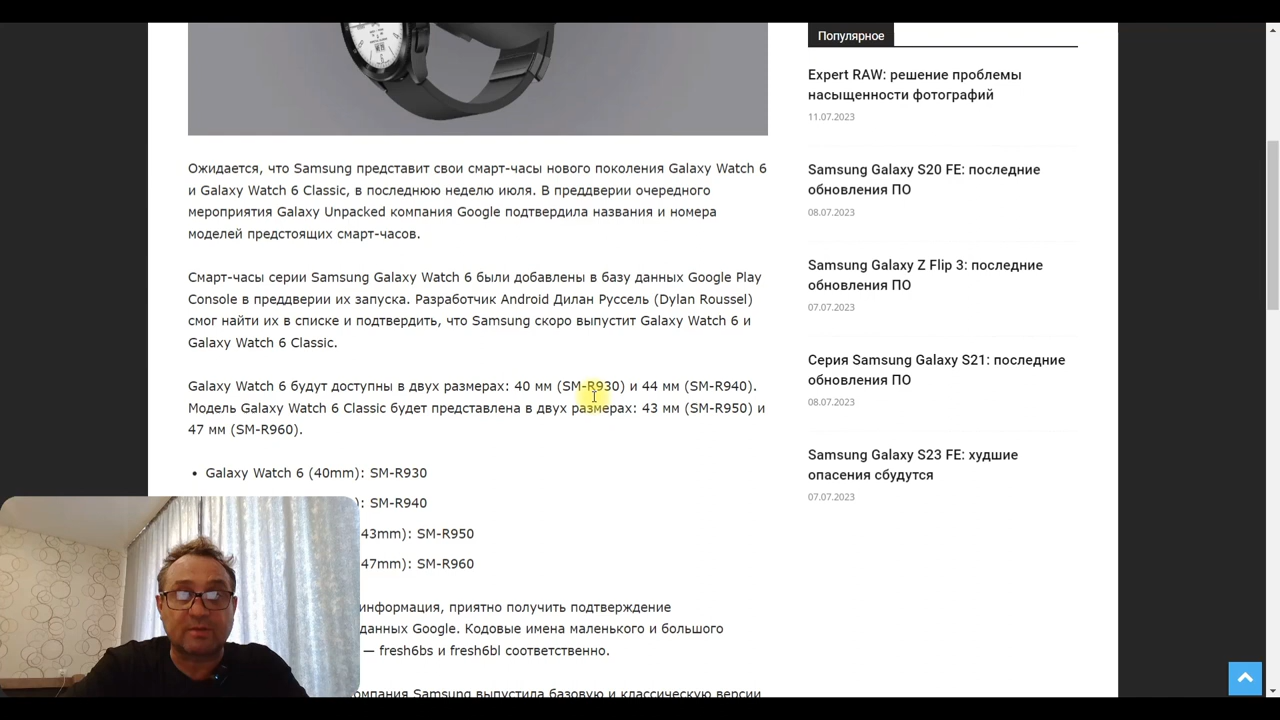 Ожидается, что Samsung представит свои смарт-часы нового поколения Galaxy Watch 6
и Galaxy Watch 6 Classic, в последнюю неделю июля. В преддверии очередного
мероприятия Galaxy Unpacked компания Google подтвердила названия и номера
моделей предстоящих смарт-часов.
Смарт-часы серии Samsung Galaxy Watch 6 были добавлены в базу данных Google Play
Console в преддверии их запуска. Разработчик Android Дилан Руссель (Dylan Roussel)
смог найти их в списке и подтвердить, что Samsung скоро выпустит Galaxy Watch 6 и
Galaxy Watch 6 Classic.
Galaxy Watch 6 будут доступны в двух размерах: 40 мм (SM-R930) и 44 мм (SM-R940).
Модель Galaxy Watch 6 Classic будет представлена в двух размерах: 43 мм (SM-R950) и
47 мм (SM-R960).
• Galaxy Watch 6 (40mm): SM-R930
): SM-R940
43mm): SM-R950
47mm): SM-R960
информация, приятно получить подтверждение
данных Google. Кодовые имена маленького и большого
— fresh6bs и fresh6bl соответственно.
омпания Samsung выпустила базовую и классическую версии
Популярное
Expert RAW: решение проблемы
насыщенности фотографий
11.07.2023
Samsung Galaxy S20 FE: последние
обновления ПО
08.07.2023
Samsung Galaxy Z Flip 3: последние
обновления ПО
07.07.2023
Серия Samsung Galaxy S21: последние
обновления ПО
08.07.2023
Samsung Galaxy S23 FE: худшие
опасения сбудутся
07.07.2023